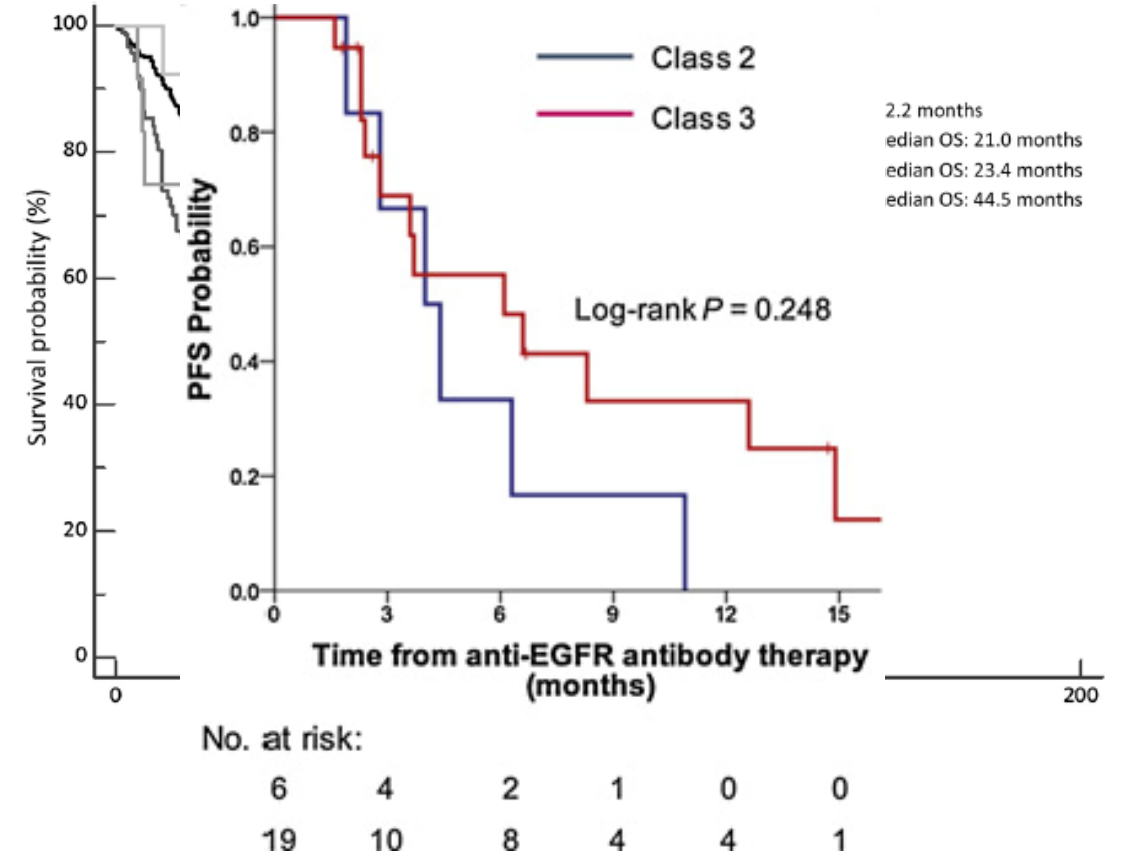 100
80
60
40
20
0
Survival probability (%)
0
200
2.2 months
edian OS: 21.0 months
edian OS: 23.4 months
edian OS: 44.5 months
1.0
0.8
0.6
0.4
0.2
0.0
PFS Probability
Class 2
Class 3
Log-rank P = 0.248
0 3 6 9 12 15
Time from anti-EGFR antibody therapy
(months)
No. at risk:
6 4 2 1 0 0
19 10 8 4 4 1